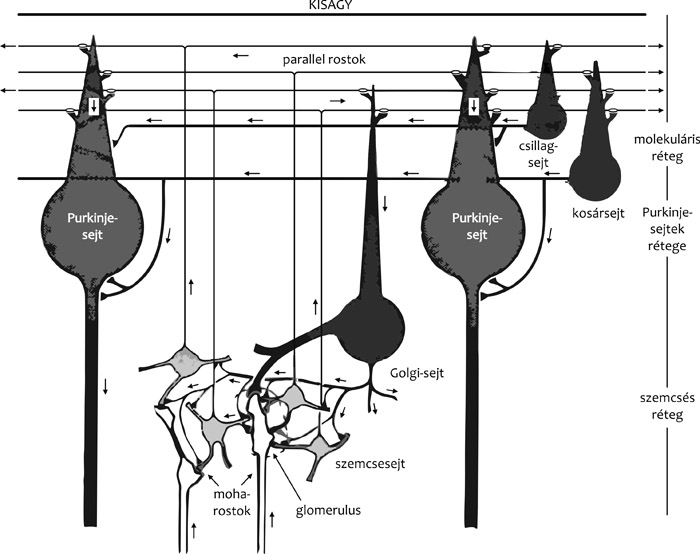 KISAGY
parallel rostok
csillag-
sejt
molekuláris
réteg
kosársejt
Purkinje-
sejt
Purkinje-
sejt
Purkinje-
sejtek
rétege
Golgi-sejt
szemcsés
réteg
szemcsesejt
moha-
rostok
glomerulus